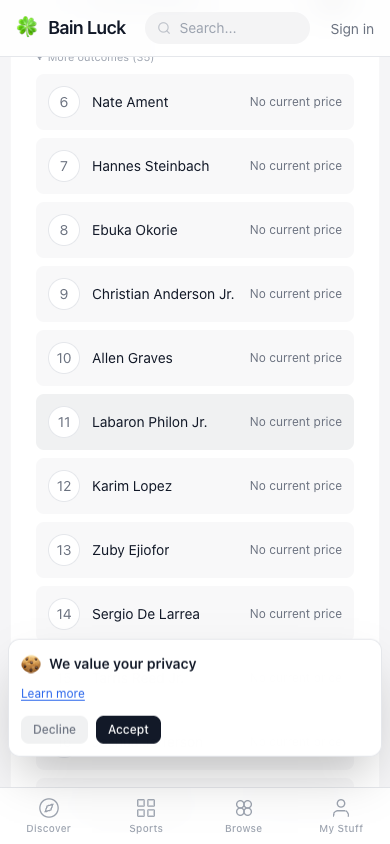 Bain Luck
Search...
Sign in
More outcomes (35)
6 Nate Ament No current price
7 Hannes Steinbach No current price
8 Ebuka Okorie No current price
9 Christian Anderson Jr. No current price
10 Allen Graves No current price
11 Labaron Philon Jr. No current price
12 Karim Lopez No current price
13 Zuby Ejiofor No current price
14 Sergio De Larrea No current price
We value your privacy
Learn more
Decline Accept
Discover Sports Browse My Stuff